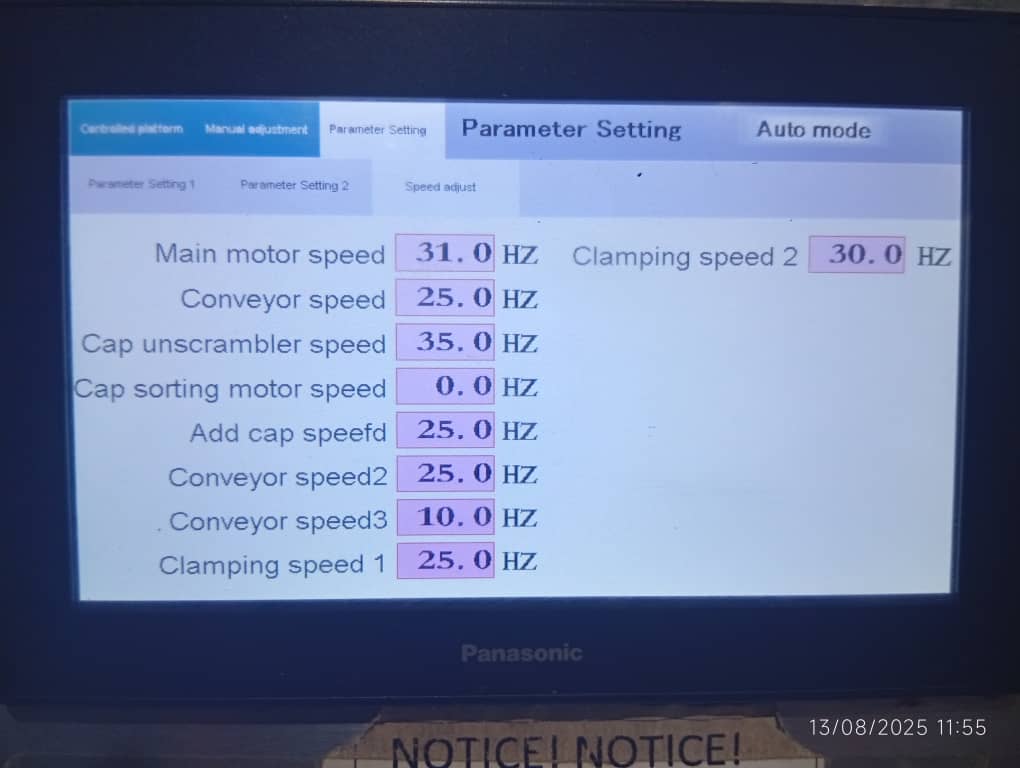 Controlled platform Manual adjustment Parameter Setting Parameter Setting Auto mode
Parameter Setting 1 Parameter Setting 2 Speed adjust
Main motor speed 31.0 HZ Clamping speed 2 30.0 HZ
Conveyor speed 25.0 HZ
Cap unscrambler speed 35.0 HZ
Cap sorting motor speed 0.0 HZ
Add cap speefd 25.0 HZ
Conveyor speed2 25.0 HZ
Conveyor speed3 10.0 HZ
Clamping speed 1 25.0 HZ
Panasonic
13/08/2025 11:55
NOTICE! NOTICE!